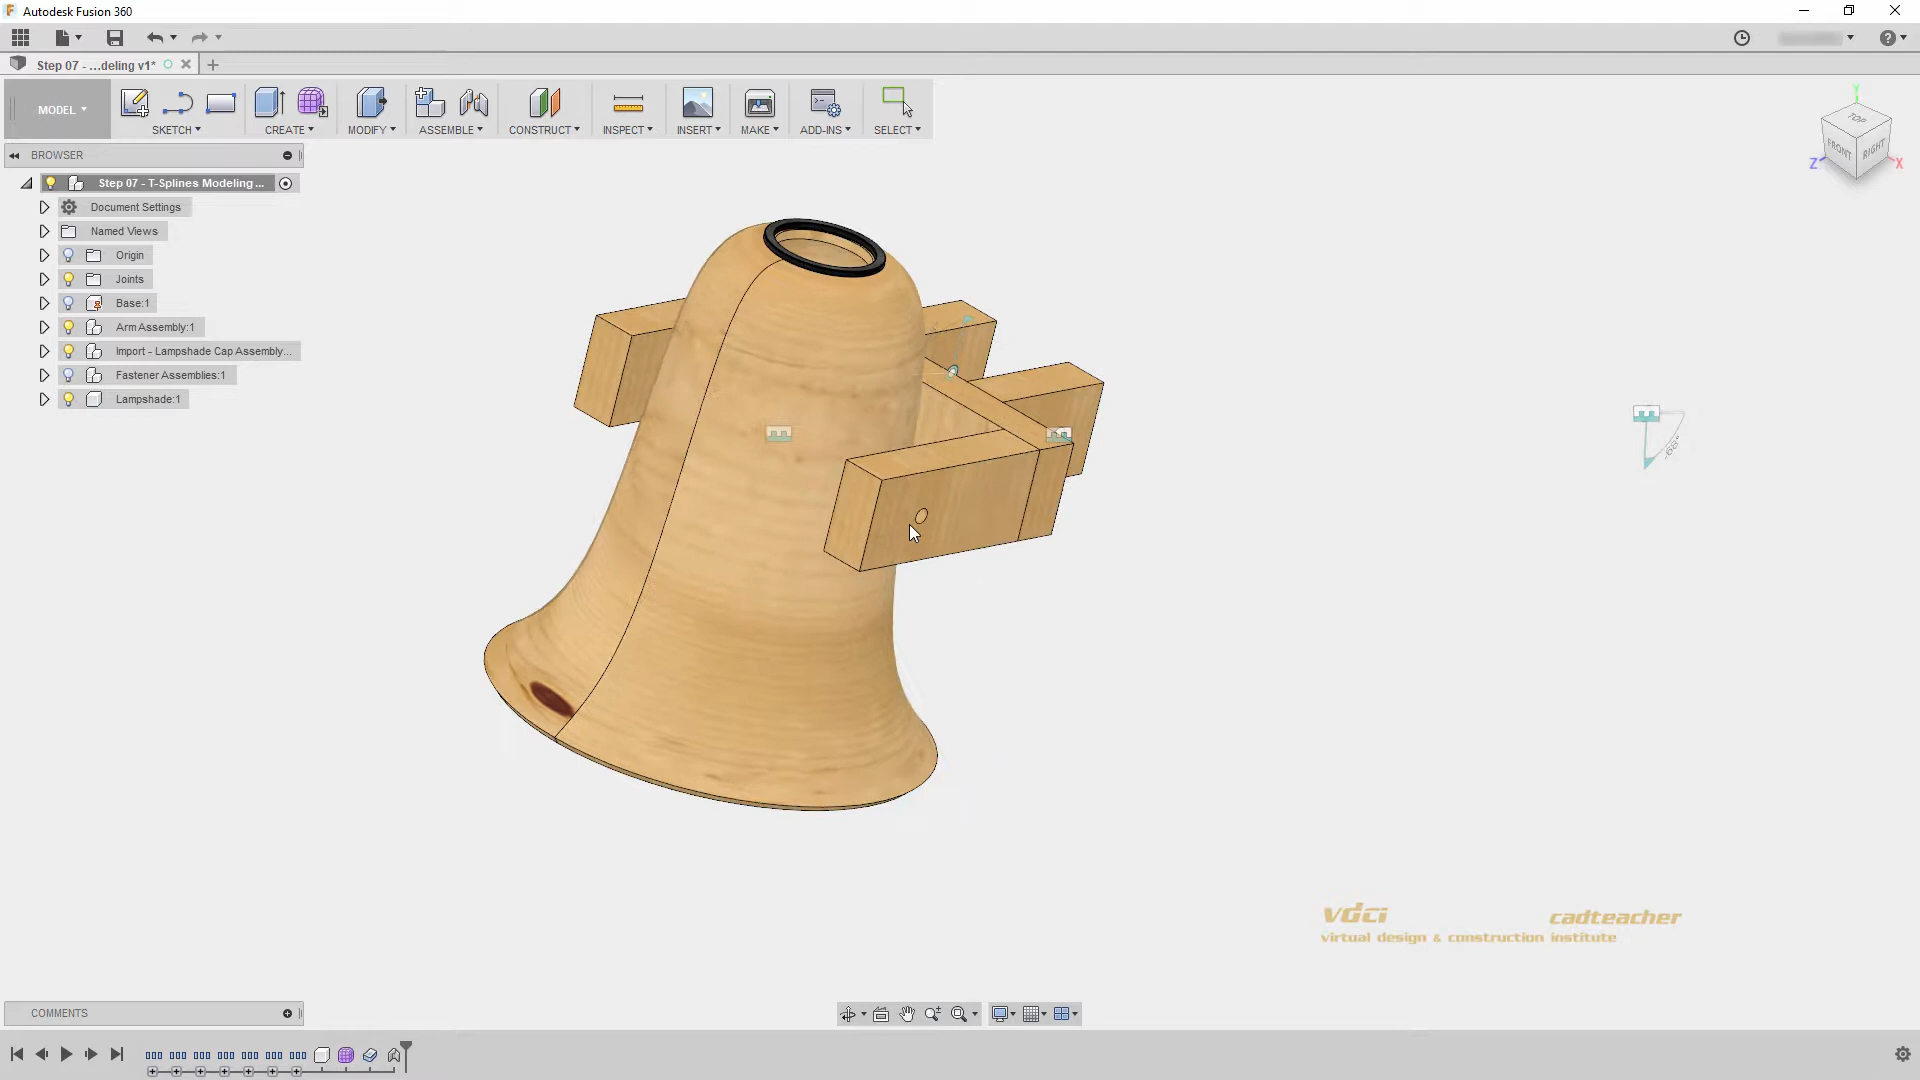 Autodesk Fusion 360
Step 07 - ...deling v1*
MODEL
SKETCH
CREATE
MODIFY
ASSEMBLE
CONSTRUCT
INSPECT
INSERT
MAKE
ADD-INS
SELECT
TOP
FRONT
RIGHT
Y
Z
X
BROWSER
Step 07 - T-Splines Modeling ...
Document Settings
Named Views
Origin
Joints
Base:1
Arm Assembly:1
Import - Lampshade Cap Assembly...
Fastener Assemblies:1
Lampshade:1
vdci cadteacher
virtual design & construction institute
COMMENTS